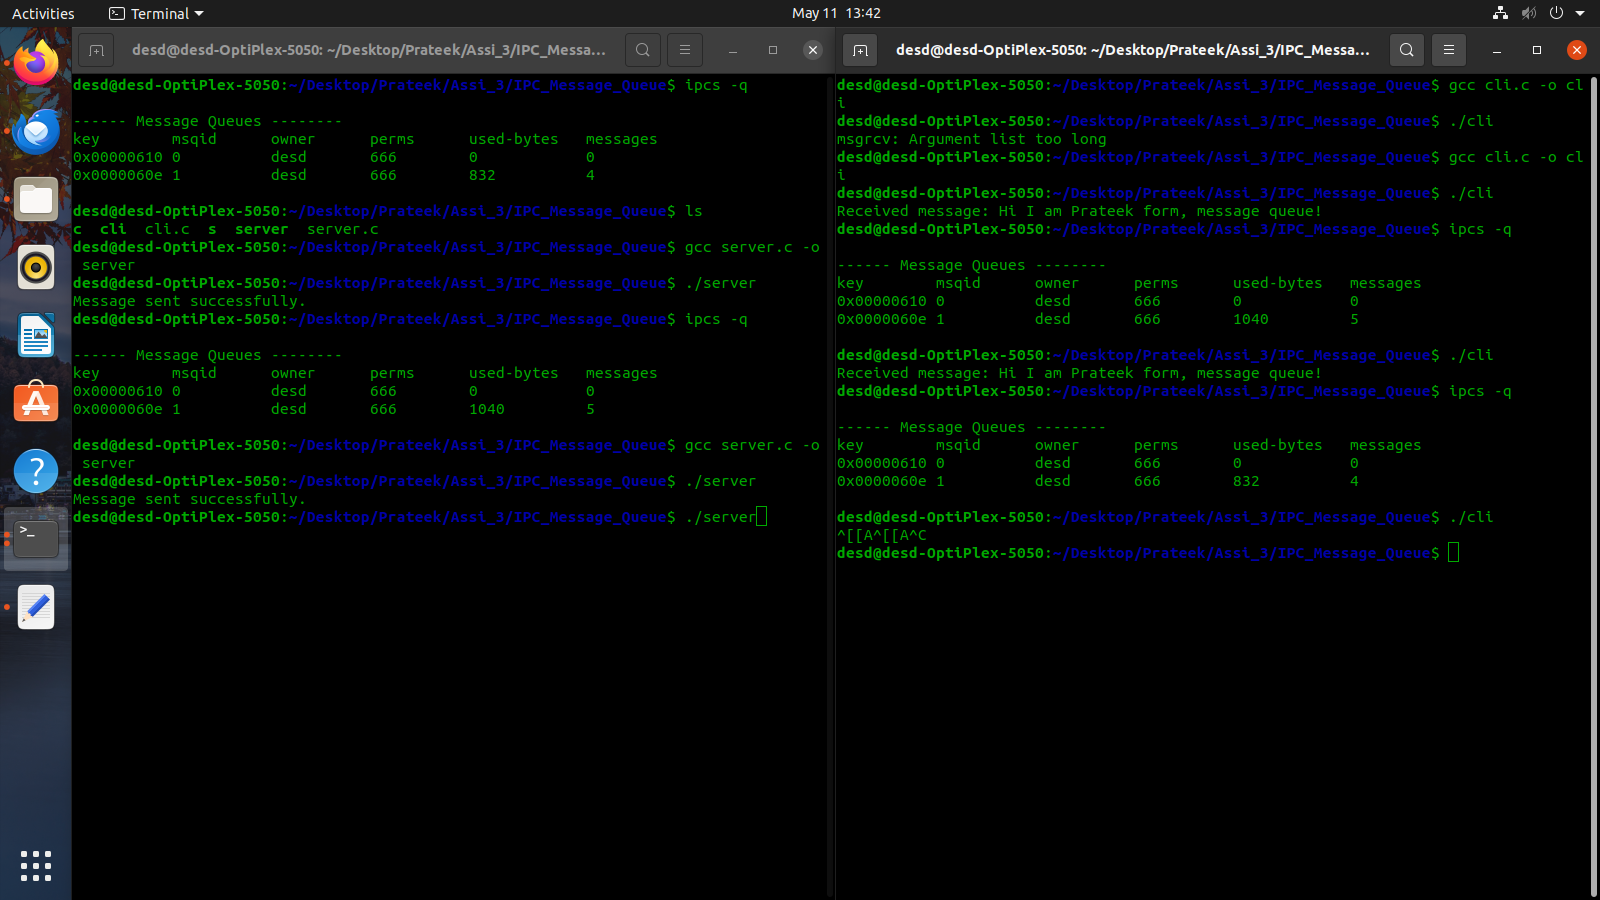 Activities
Terminal
May 11 13:42
desd@desd-OptiPlex-5050: ~/Desktop/Prateek/Assi_3/IPC_Messa...
desd@desd-OptiPlex-5050:~/Desktop/Prateek/Assi_3/IPC_Message_Queue$ ipcs -q
------ Message Queues --------
key        msqid      owner      perms      used-bytes   messages
0x00000610 0          desd       666        0            0
0x0000060e 1          desd       666        832          4
desd@desd-OptiPlex-5050:~/Desktop/Prateek/Assi_3/IPC_Message_Queue$ ls
c  cli  cli.c  s  server  server.c
desd@desd-OptiPlex-5050:~/Desktop/Prateek/Assi_3/IPC_Message_Queue$ gcc server.c -o
 server
desd@desd-OptiPlex-5050:~/Desktop/Prateek/Assi_3/IPC_Message_Queue$ ./server
Message sent successfully.
desd@desd-OptiPlex-5050:~/Desktop/Prateek/Assi_3/IPC_Message_Queue$ ipcs -q
------ Message Queues --------
key        msqid      owner      perms      used-bytes   messages
0x00000610 0          desd       666        0            0
0x0000060e 1          desd       666        1040         5
desd@desd-OptiPlex-5050:~/Desktop/Prateek/Assi_3/IPC_Message_Queue$ gcc server.c -o
 server
desd@desd-OptiPlex-5050:~/Desktop/Prateek/Assi_3/IPC_Message_Queue$ ./server
Message sent successfully.
desd@desd-OptiPlex-5050:~/Desktop/Prateek/Assi_3/IPC_Message_Queue$ ./server
desd@desd-OptiPlex-5050: ~/Desktop/Prateek/Assi_3/IPC_Messa...
desd@desd-OptiPlex-5050:~/Desktop/Prateek/Assi_3/IPC_Message_Queue$ gcc cli.c -o cl
i
desd@desd-OptiPlex-5050:~/Desktop/Prateek/Assi_3/IPC_Message_Queue$ ./cli
msgrcv: Argument list too long
desd@desd-OptiPlex-5050:~/Desktop/Prateek/Assi_3/IPC_Message_Queue$ gcc cli.c -o cl
i
desd@desd-OptiPlex-5050:~/Desktop/Prateek/Assi_3/IPC_Message_Queue$ ./cli
Received message: Hi I am Prateek form, message queue!
desd@desd-OptiPlex-5050:~/Desktop/Prateek/Assi_3/IPC_Message_Queue$ ipcs -q
------ Message Queues --------
key        msqid      owner      perms      used-bytes   messages
0x00000610 0          desd       666        0            0
0x0000060e 1          desd       666        1040         5
desd@desd-OptiPlex-5050:~/Desktop/Prateek/Assi_3/IPC_Message_Queue$ ./cli
Received message: Hi I am Prateek form, message queue!
desd@desd-OptiPlex-5050:~/Desktop/Prateek/Assi_3/IPC_Message_Queue$ ipcs -q
------ Message Queues --------
key        msqid      owner      perms      used-bytes   messages
0x00000610 0          desd       666        0            0
0x0000060e 1          desd       666        832          4
desd@desd-OptiPlex-5050:~/Desktop/Prateek/Assi_3/IPC_Message_Queue$ ./cli
^[[A^[[A^C
desd@desd-OptiPlex-5050:~/Desktop/Prateek/Assi_3/IPC_Message_Queue$